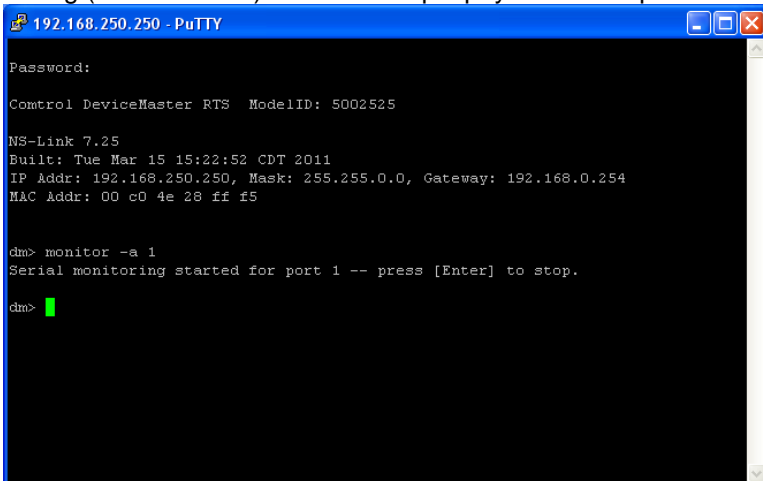 192.168.250.250 - PuTTY
Password:
Comtrol DeviceMaster RTS  ModelID: 5002525
NS-Link 7.25
Built: Tue Mar 15 15:22:52 CDT 2011
IP Addr: 192.168.250.250, Mask: 255.255.0.0, Gateway: 192.168.0.254
MAC Addr: 00 c0 4e 28 ff f5
dm> monitor -a 1
Serial monitoring started for port 1 -- press [Enter] to stop.
dm>